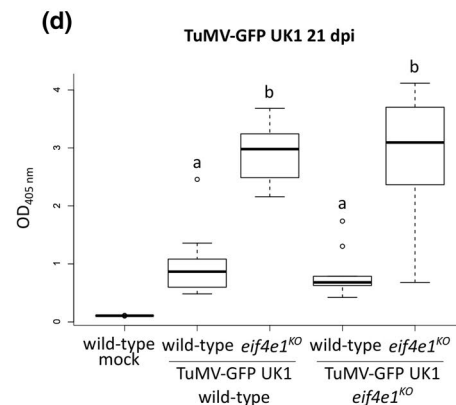 (d)
TuMV-GFP UK1 21 dpi
OD405 nm
4
3
2
1
0
a
b
a
b
wild-type mock
wild-type eif4e1KO wild-type eif4e1KO
TuMV-GFP UK1 TuMV-GFP UK1
wild-type eif4e1KO